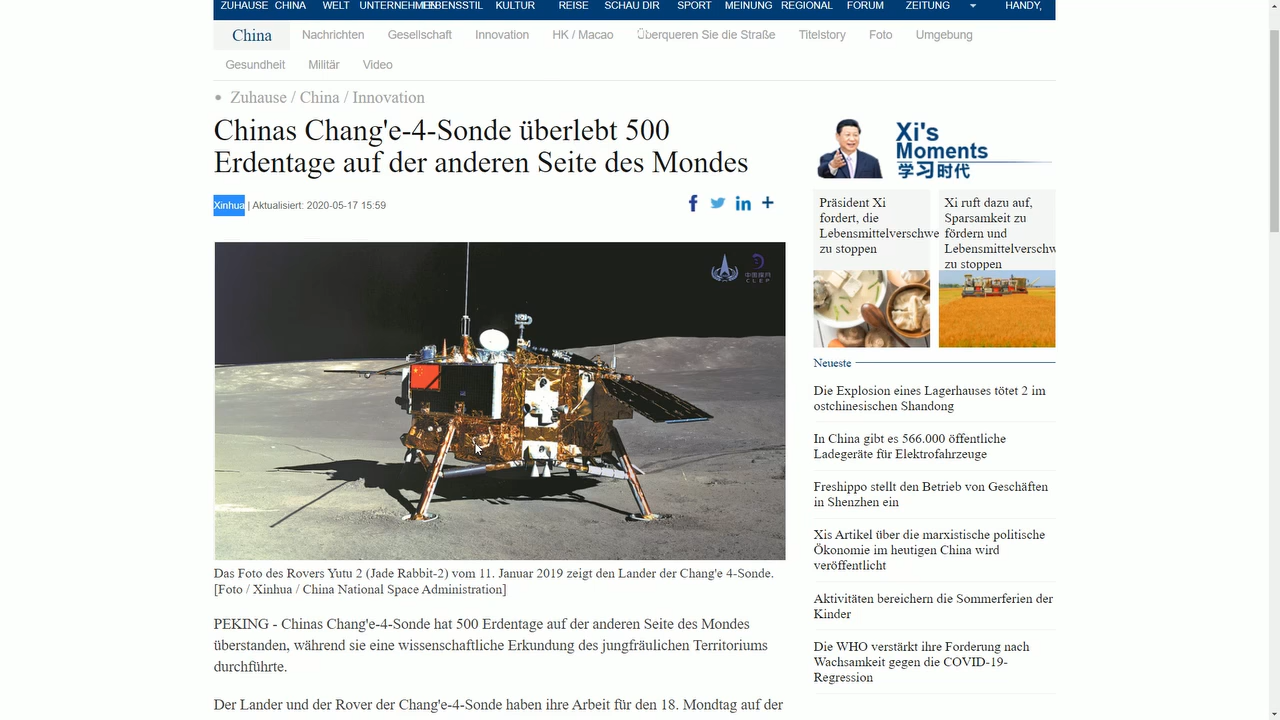 ZUHAUSE CHINA WELT UNTERNEHMEN LEBENSSTIL KULTUR REISE SCHAU DIR SPORT MEINUNG REGIONAL FORUM ZEITUNG HANDY,
China Nachrichten Gesellschaft Innovation HK / Macao Überqueren Sie die Straße Titelstory Foto Umgebung
Gesundheit Militär Video
• Zuhause / China / Innovation
Chinas Chang'e-4-Sonde überlebt 500
Erdentage auf der anderen Seite des Mondes
Xinhua | Aktualisiert: 2020-05-17 15:59
中国探月
CLEP
Das Foto des Rovers Yutu 2 (Jade Rabbit-2) vom 11. Januar 2019 zeigt den Lander der Chang'e 4-Sonde.
[Foto / Xinhua / China National Space Administration]
PEKING - Chinas Chang'e-4-Sonde hat 500 Erdentage auf der anderen Seite des Mondes
überstanden, während sie eine wissenschaftliche Erkundung des jungfräulichen Territoriums
durchführte.
Der Lander und der Rover der Chang'e-4-Sonde haben ihre Arbeit für den 18. Mondtag auf der
Xi's
Moments
学习时代
Präsident Xi
fordert, die
Lebensmittelverschwe
zu stoppen
Xi ruft dazu auf,
Sparsamkeit zu
fördern und
Lebensmittelverschw
zu stoppen
Neueste
Die Explosion eines Lagerhauses tötet 2 im
ostchinesischen Shandong
In China gibt es 566.000 öffentliche
Ladegeräte für Elektrofahrzeuge
Freshippo stellt den Betrieb von Geschäften
in Shenzhen ein
Xis Artikel über die marxistische politische
Ökonomie im heutigen China wird
veröffentlicht
Aktivitäten bereichern die Sommerferien der
Kinder
Die WHO verstärkt ihre Forderung nach
Wachsamkeit gegen die COVID-19-
Regression